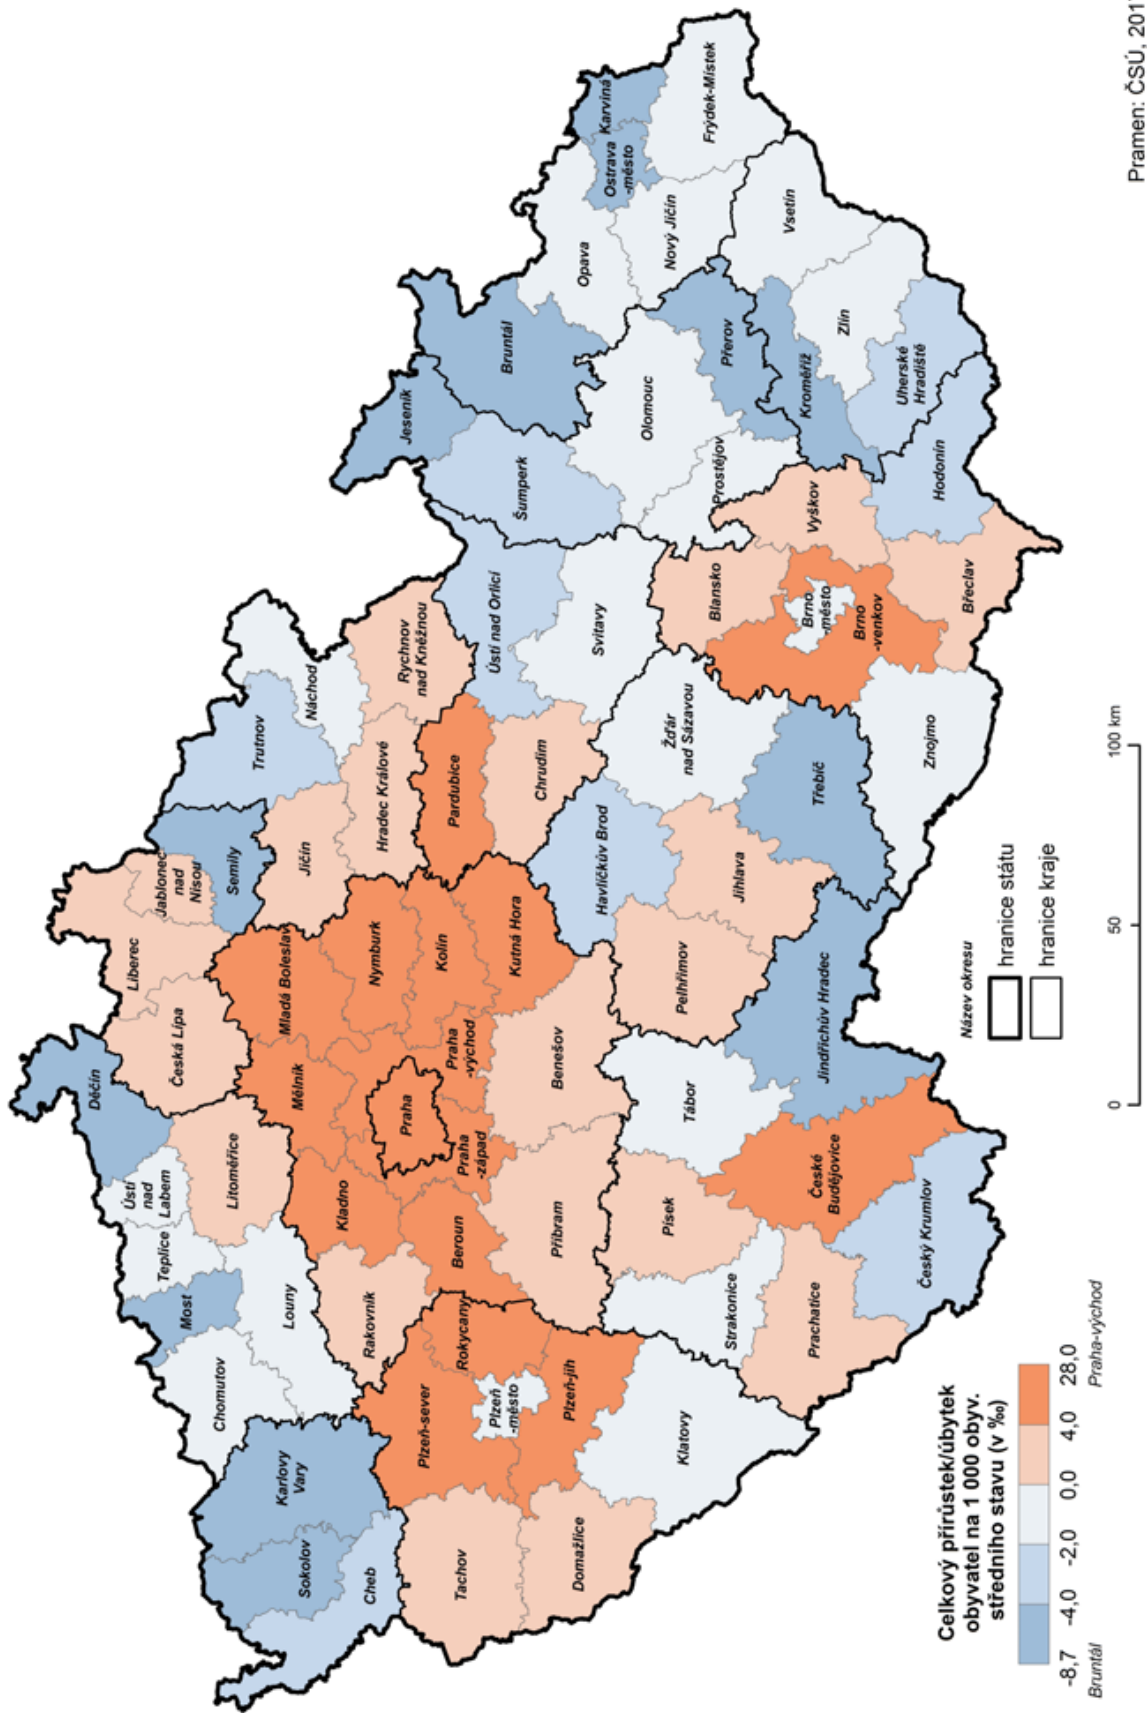 Děčín
Liberec
Jablonec
nad
Nisou
Ústí
nad
Labem
Teplice
Most
Chomutov
Česká Lípa
Semily
Trutnov
Náchod
Litoměřice
Louny
Mladá Boleslav
Mělník
Jičín
Karlovy
Vary
Sokolov
Cheb
Kladno
Rakovník
Nymburk
Hradec Králové
Rychnov
nad Kněžnou
Praha
Praha
-východ
Praha
-západ
Beroun
Kolín
Kutná Hora
Pardubice
Chrudim
Ústí nad Orlicí
Svitavy
Šumperk
Jeseník
Bruntál
Opava
Ostrava
-město
Karviná
Frýdek-Místek
Nový Jičín
Plzeň-sever
Rokycany
Plzeň
-město
Plzeň-jih
Tachov
Domažlice
Klatovy
Příbram
Benešov
Havlíčkův Brod
Žďár
nad Sázavou
Olomouc
Přerov
Prostějov
Kroměříž
Vsetín
Zlín
Uherské
Hradiště
Hodonín
Vyškov
Blansko
Brno
-město
Brno
-venkov
Břeclav
Znojmo
Třebíč
Jihlava
Pelhřimov
Tábor
Písek
Strakonice
Prachatice
České
Budějovice
Český Krumlov
Jindřichův Hradec
Celkový přírůstek/úbytek
obyvatel na 1 000 obyv.
středního stavu (v ‰)
-8,7 -4,0 -2,0 0,0 4,0 28,0
Bruntál Praha-východ
Název okresu
hranice státu
hranice kraje
0 50 100 km
Pramen: ČSÚ,